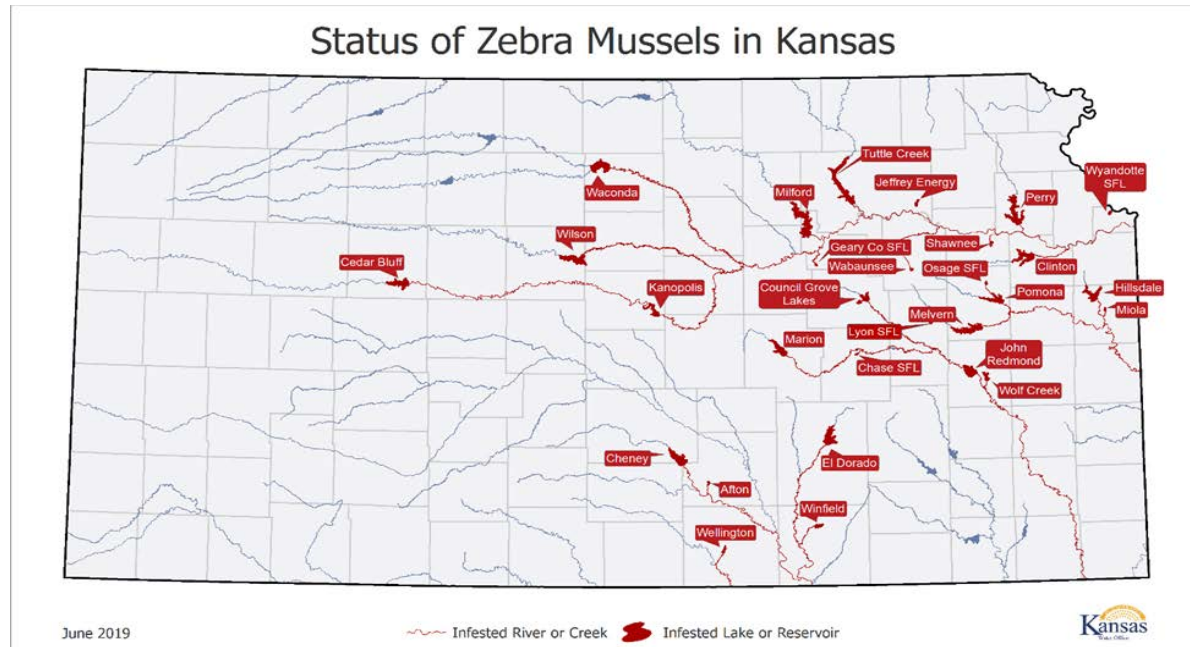 Status of Zebra Mussels in Kansas
Tuttle Creek
Wyandotte
SFL
Jeffrey Energy
Waconda
Milford
Perry
Wilson
Shawnee
Geary Co SFL
Cedar Bluff
Wabaunsee
Osage SFL
Clinton
Kanopolis
Council Grove
Lakes
Pomona
Hillsdale
Melvern
Miola
Lyon SFL
Marion
John
Redmond
Chase SFL
Wolf Creek
Cheney
El Dorado
Afton
Winfield
Wellington
June 2019
Infested River or Creek
Infested Lake or Reservoir
Kansas
Water Office